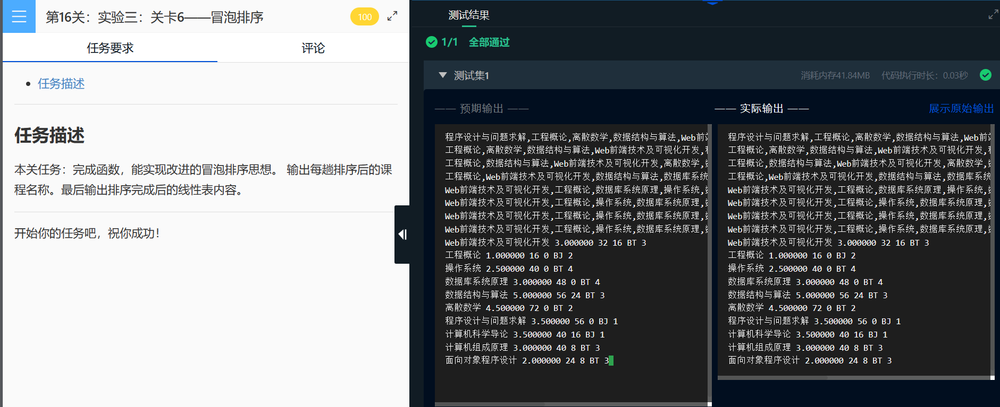 第16关：实验三：关卡6——冒泡排序
100
任务要求
评论
任务描述
任务描述
本关任务：完成函数，能实现改进的冒泡排序思想。 输出每趟排序后的课
程名称。最后输出排序完成后的线性表内容。
开始你的任务吧，祝你成功！
测试结果
1/1 全部通过
测试集1
消耗内存41.84MB 代码执行时长：0.03秒
—— 预期输出 ——
程序设计与问题求解,工程概论,离散数学,数据结构与算法,Web前
工程概论,离散数学,数据结构与算法,Web前端技术及可视化开发,
工程概论,数据结构与算法,Web前端技术及可视化开发,离散数学,
工程概论,Web前端技术及可视化开发,数据结构与算法,数据库系统
Web前端技术及可视化开发,工程概论,数据库系统原理,操作系统,
Web前端技术及可视化开发,工程概论,操作系统,数据库系统原理,
Web前端技术及可视化开发,工程概论,操作系统,数据库系统原理,
Web前端技术及可视化开发,工程概论,操作系统,数据库系统原理,
Web前端技术及可视化开发 3.000000 32 16 BT 3
工程概论 1.000000 16 0 BJ 2
操作系统 2.500000 40 0 BT 4
数据库系统原理 3.000000 48 0 BT 4
数据结构与算法 5.000000 56 24 BT 3
离散数学 4.500000 72 0 BT 2
程序设计与问题求解 3.500000 56 0 BJ 1
计算机科学导论 3.500000 40 16 BJ 1
计算机组成原理 3.000000 40 8 BT 3
面向对象程序设计 2.000000 24 8 BT 3
—— 实际输出 ——
展示原始输出
程序设计与问题求解,工程概论,离散数学,数据结构与算法,Web前
工程概论,离散数学,数据结构与算法,Web前端技术及可视化开发,
工程概论,数据结构与算法,Web前端技术及可视化开发,离散数学,
工程概论,Web前端技术及可视化开发,数据结构与算法,数据库系统
Web前端技术及可视化开发,工程概论,数据库系统原理,操作系统,
Web前端技术及可视化开发,工程概论,操作系统,数据库系统原理,
Web前端技术及可视化开发,工程概论,操作系统,数据库系统原理,
Web前端技术及可视化开发,工程概论,操作系统,数据库系统原理,
Web前端技术及可视化开发 3.000000 32 16 BT 3
工程概论 1.000000 16 0 BJ 2
操作系统 2.500000 40 0 BT 4
数据库系统原理 3.000000 48 0 BT 4
数据结构与算法 5.000000 56 24 BT 3
离散数学 4.500000 72 0 BT 2
程序设计与问题求解 3.500000 56 0 BJ 1
计算机科学导论 3.500000 40 16 BJ 1
计算机组成原理 3.000000 40 8 BT 3
面向对象程序设计 2.000000 24 8 BT 3